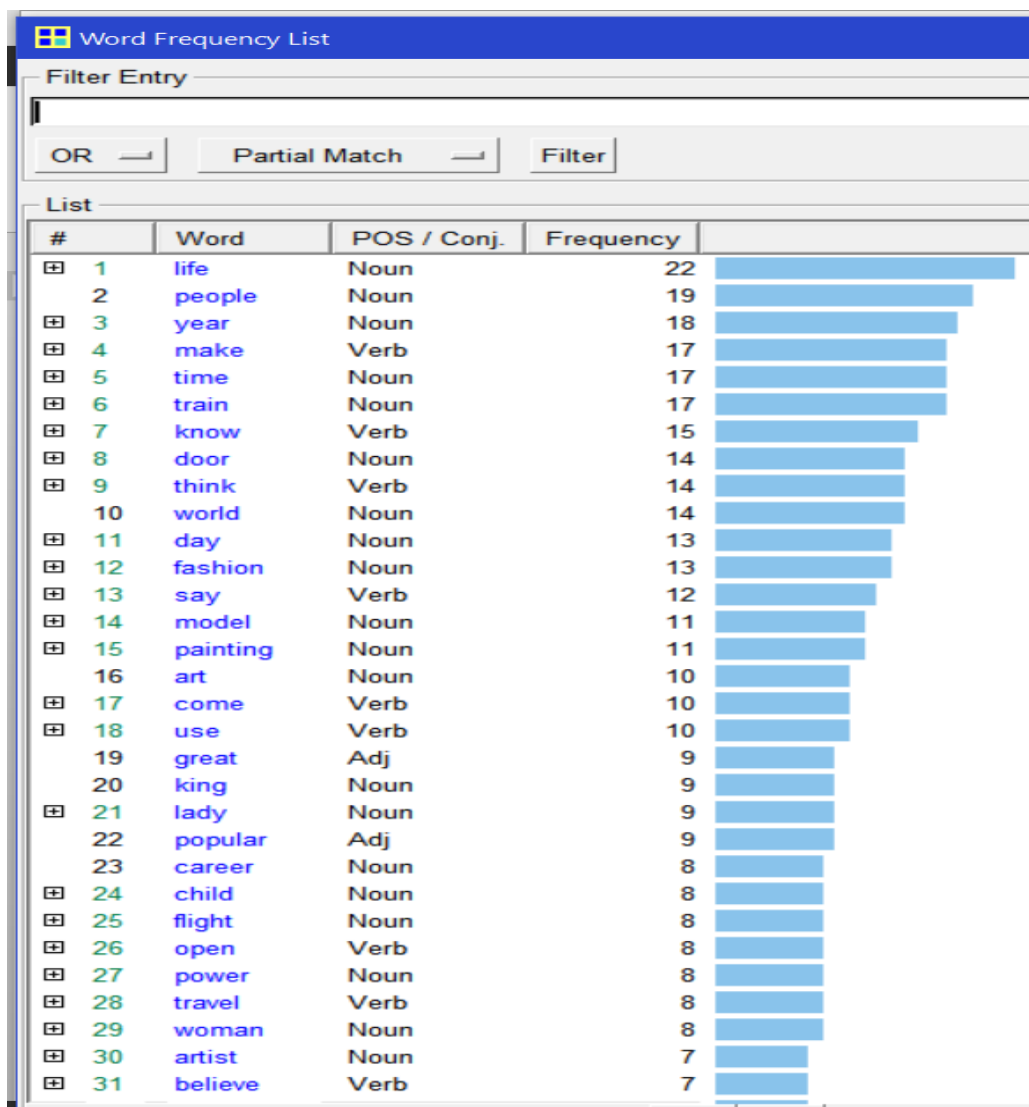 Word Frequency List
Filter Entry
OR Partial Match Filter
List
# Word POS / Conj. Frequency
1 life Noun 22
2 people Noun 19
3 year Noun 18
4 make Verb 17
5 time Noun 17
6 train Noun 17
7 know Verb 15
8 door Noun 14
9 think Verb 14
10 world Noun 14
11 day Noun 13
12 fashion Noun 13
13 say Verb 12
14 model Noun 11
15 painting Noun 11
16 art Noun 10
17 come Verb 10
18 use Verb 10
19 great Adj 9
20 king Noun 9
21 lady Noun 9
22 popular Adj 9
23 career Noun 8
24 child Noun 8
25 flight Noun 8
26 open Verb 8
27 power Noun 8
28 travel Verb 8
29 woman Noun 8
30 artist Noun 7
31 believe Verb 7